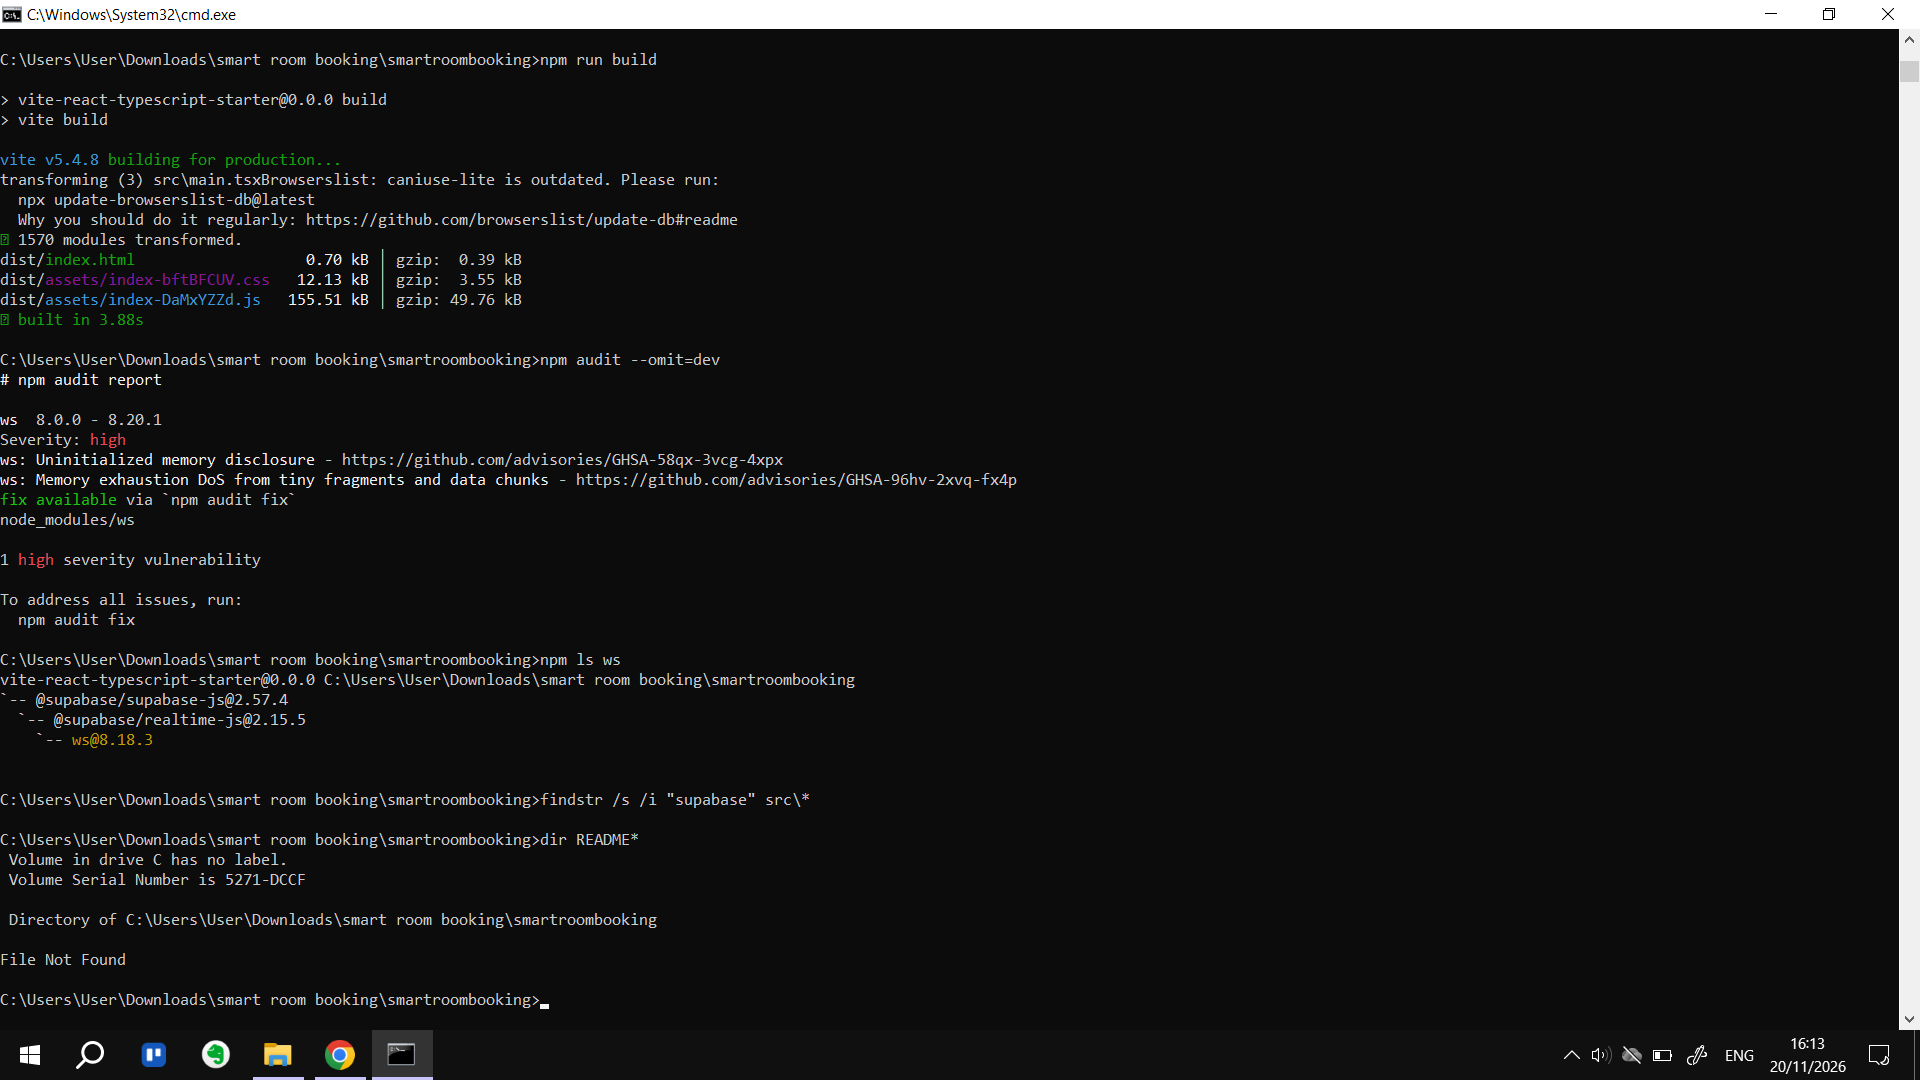 C:\Windows\System32\cmd.exe
C:\Users\User\Downloads\smart room booking\smartroombooking>npm run build
> vite-react-typescript-starter@0.0.0 build
> vite build
vite v5.4.8 building for production...
transforming (3) src\main.tsxBrowserslist: caniuse-lite is outdated. Please run:
  npx update-browserslist-db@latest
  Why you should do it regularly: https://github.com/browserslist/update-db#readme
1570 modules transformed.
dist/index.html                   0.70 kB │ gzip:  0.39 kB
dist/assets/index-bftBFCUV.css   12.13 kB │ gzip:  3.55 kB
dist/assets/index-DaMxYZZd.js   155.51 kB │ gzip: 49.76 kB
built in 3.88s
C:\Users\User\Downloads\smart room booking\smartroombooking>npm audit --omit=dev
# npm audit report
ws  8.0.0 - 8.20.1
Severity: high
ws: Uninitialized memory disclosure - https://github.com/advisories/GHSA-58qx-3vcg-4xpx
ws: Memory exhaustion DoS from tiny fragments and data chunks - https://github.com/advisories/GHSA-96hv-2xvq-fx4p
fix available via `npm audit fix`
node_modules/ws
1 high severity vulnerability
To address all issues, run:
  npm audit fix
C:\Users\User\Downloads\smart room booking\smartroombooking>npm ls ws
vite-react-typescript-starter@0.0.0 C:\Users\User\Downloads\smart room booking\smartroombooking
`-- @supabase/supabase-js@2.57.4
  `-- @supabase/realtime-js@2.15.5
    `-- ws@8.18.3
C:\Users\User\Downloads\smart room booking\smartroombooking>findstr /s /i "supabase" src\*
C:\Users\User\Downloads\smart room booking\smartroombooking>dir README*
 Volume in drive C has no label.
 Volume Serial Number is 5271-DCCF
 Directory of C:\Users\User\Downloads\smart room booking\smartroombooking
File Not Found
C:\Users\User\Downloads\smart room booking\smartroombooking>
ENG
16:13
20/11/2026